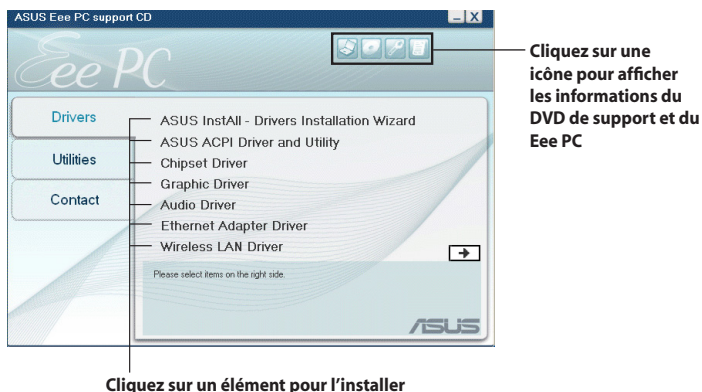 ASUS Eee PC support CD
Eee PC
Cliquez sur une
icône pour afficher
les informations du
DVD de support et du
Eee PC
Drivers
Utilities
Contact
ASUS InstAll - Drivers Installation Wizard
ASUS ACPI Driver and Utility
Chipset Driver
Graphic Driver
Audio Driver
Ethernet Adapter Driver
Wireless LAN Driver
Please select items on the right side.
ASUS
Cliquez sur un élément pour l’installer